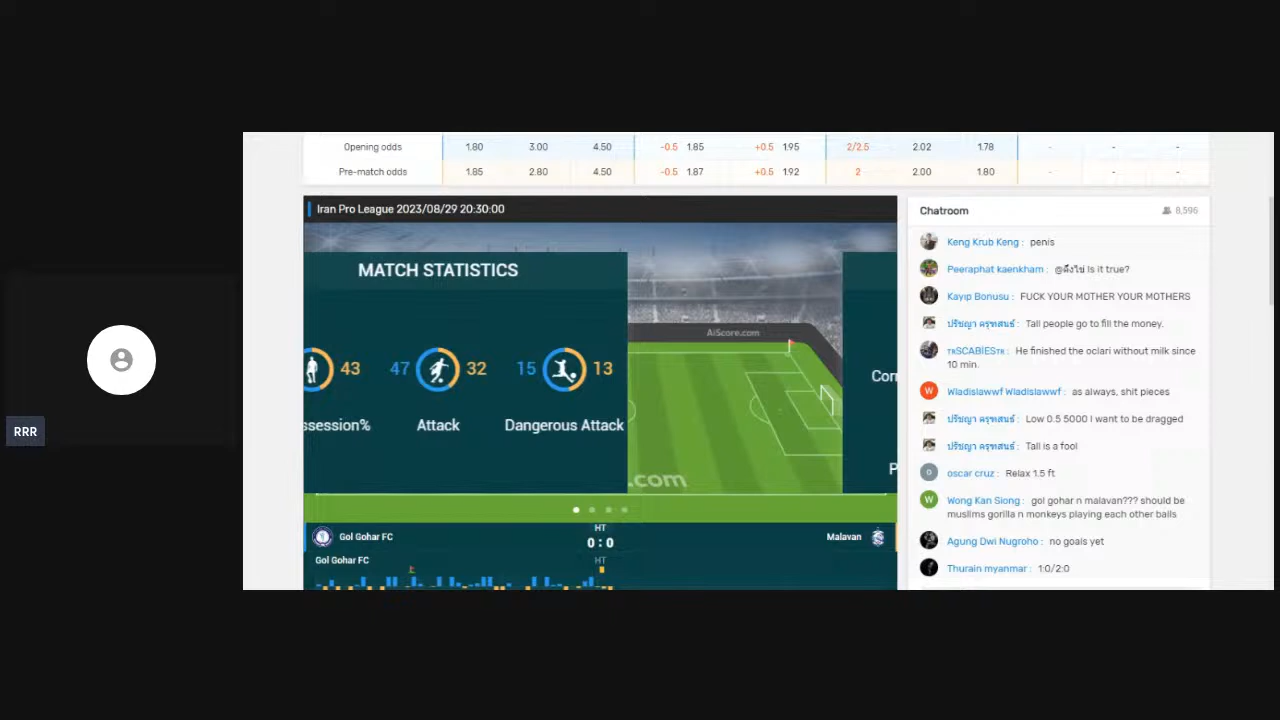 Opening odds 1.80 3.00 4.50 -0.5 1.85 +0.5 1.95 2/2.5 2.02 1.78 - - -
Pre-match odds 1.85 2.80 4.50 -0.5 1.87 +0.5 1.92 2 2.00 1.80 - - -
Iran Pro League 2023/08/29 20:30:00
MATCH STATISTICS
43 47 32 15 13
ssession% Attack Dangerous Attack
AiScore.com
.com
Corn
P
HT
Gol Gohar FC 0 : 0 Malavan
Gol Gohar FC HT
Chatroom 8,596
Keng Krub Keng : penis
Peeraphat kaenkham : @ดึงไข่ Is it true?
Kayıp Bonusu : FUCK YOUR MOTHER YOUR MOTHERS
ปรัชญา ครุฑสนธ์ : Tall people go to fill the money.
ᴛᴋSCABİESᴛᴋ : He finished the oclari without milk since
10 min.
W Wladislawwf Wladislawwf : as always, shit pieces
ปรัชญา ครุฑสนธ์ : Low 0.5 5000 I want to be dragged
ปรัชญา ครุฑสนธ์ : Tall is a fool
o oscar cruz : Relax 1.5 ft
W Wong Kan Siong : gol gohar n malavan??? should be
muslims gorilla n monkeys playing each other balls
Agung Dwi Nugroho : no goals yet
Thurain myanmar : 1:0/2:0
RRR